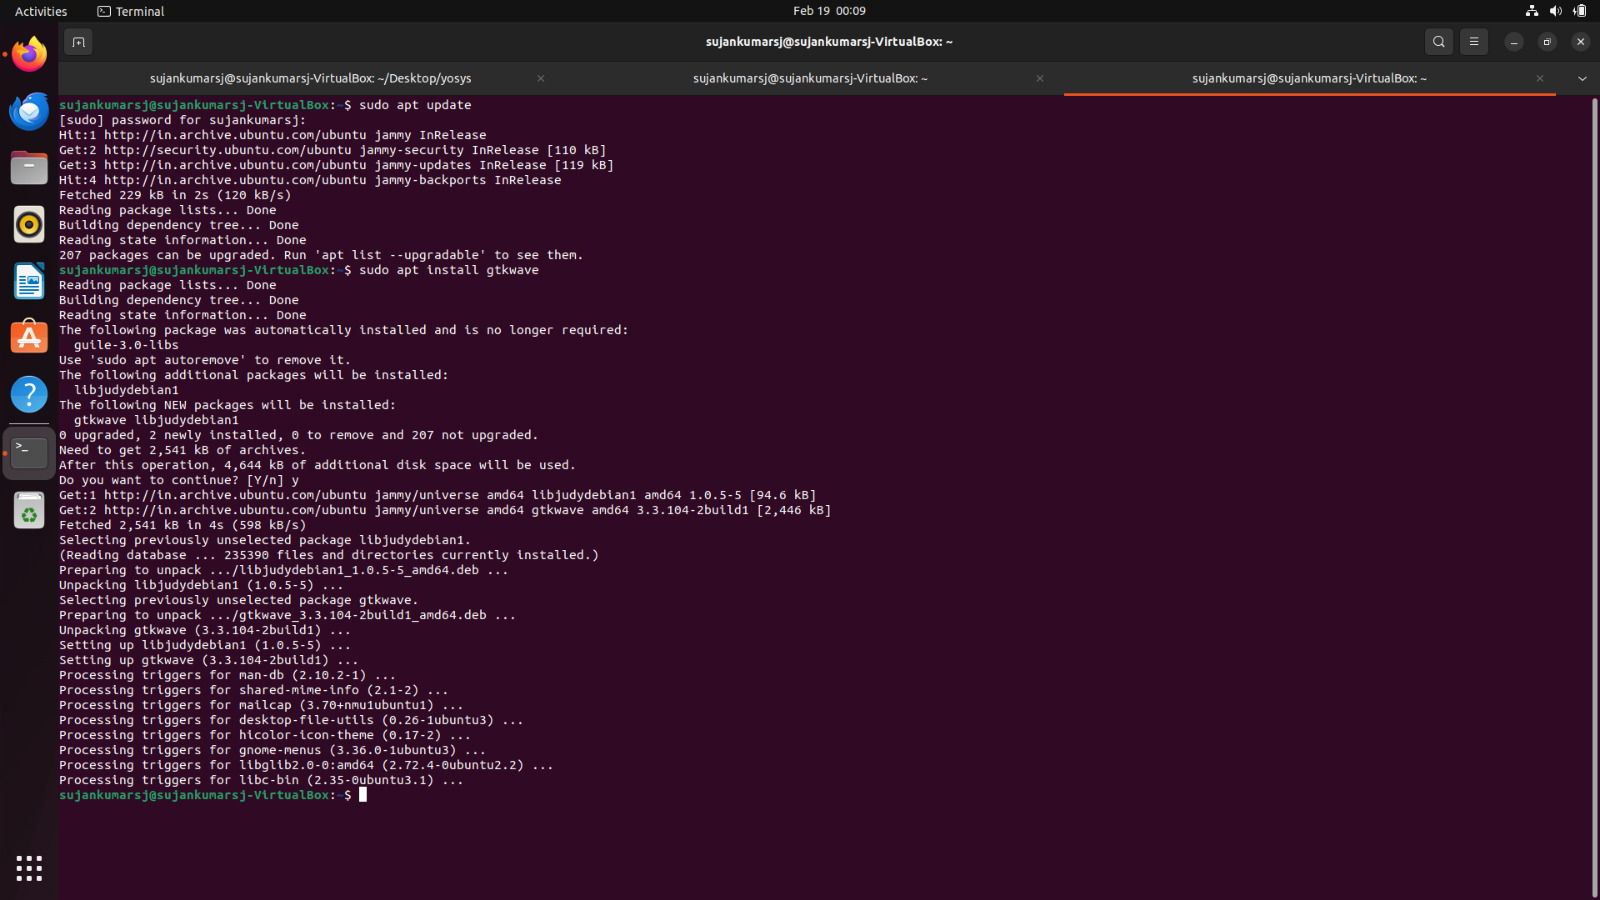 Activities Terminal Feb 19 00:09
sujankumarsj@sujankumarsj-VirtualBox: ~
sujankumarsj@sujankumarsj-VirtualBox: ~/Desktop/yosys sujankumarsj@sujankumarsj-VirtualBox: ~ sujankumarsj@sujankumarsj-VirtualBox: ~
sujankumarsj@sujankumarsj-VirtualBox:~$ sudo apt update
[sudo] password for sujankumarsj:
Hit:1 http://in.archive.ubuntu.com/ubuntu jammy InRelease
Get:2 http://security.ubuntu.com/ubuntu jammy-security InRelease [110 kB]
Get:3 http://in.archive.ubuntu.com/ubuntu jammy-updates InRelease [119 kB]
Hit:4 http://in.archive.ubuntu.com/ubuntu jammy-backports InRelease
Fetched 229 kB in 2s (120 kB/s)
Reading package lists... Done
Building dependency tree... Done
Reading state information... Done
207 packages can be upgraded. Run 'apt list --upgradable' to see them.
sujankumarsj@sujankumarsj-VirtualBox:~$ sudo apt install gtkwave
Reading package lists... Done
Building dependency tree... Done
Reading state information... Done
The following package was automatically installed and is no longer required:
  guile-3.0-libs
Use 'sudo apt autoremove' to remove it.
The following additional packages will be installed:
  libjudydebian1
The following NEW packages will be installed:
  gtkwave libjudydebian1
0 upgraded, 2 newly installed, 0 to remove and 207 not upgraded.
Need to get 2,541 kB of archives.
After this operation, 4,644 kB of additional disk space will be used.
Do you want to continue? [Y/n] y
Get:1 http://in.archive.ubuntu.com/ubuntu jammy/universe amd64 libjudydebian1 amd64 1.0.5-5 [94.6 kB]
Get:2 http://in.archive.ubuntu.com/ubuntu jammy/universe amd64 gtkwave amd64 3.3.104-2build1 [2,446 kB]
Fetched 2,541 kB in 4s (598 kB/s)
Selecting previously unselected package libjudydebian1.
(Reading database ... 235390 files and directories currently installed.)
Preparing to unpack .../libjudydebian1_1.0.5-5_amd64.deb ...
Unpacking libjudydebian1 (1.0.5-5) ...
Selecting previously unselected package gtkwave.
Preparing to unpack .../gtkwave_3.3.104-2build1_amd64.deb ...
Unpacking gtkwave (3.3.104-2build1) ...
Setting up libjudydebian1 (1.0.5-5) ...
Setting up gtkwave (3.3.104-2build1) ...
Processing triggers for man-db (2.10.2-1) ...
Processing triggers for shared-mime-info (2.1-2) ...
Processing triggers for mailcap (3.70+nmu1ubuntu1) ...
Processing triggers for desktop-file-utils (0.26-1ubuntu3) ...
Processing triggers for hicolor-icon-theme (0.17-2) ...
Processing triggers for gnome-menus (3.36.0-1ubuntu3) ...
Processing triggers for libglib2.0-0:amd64 (2.72.4-0ubuntu2.2) ...
Processing triggers for libc-bin (2.35-0ubuntu3.1) ...
sujankumarsj@sujankumarsj-VirtualBox:~$